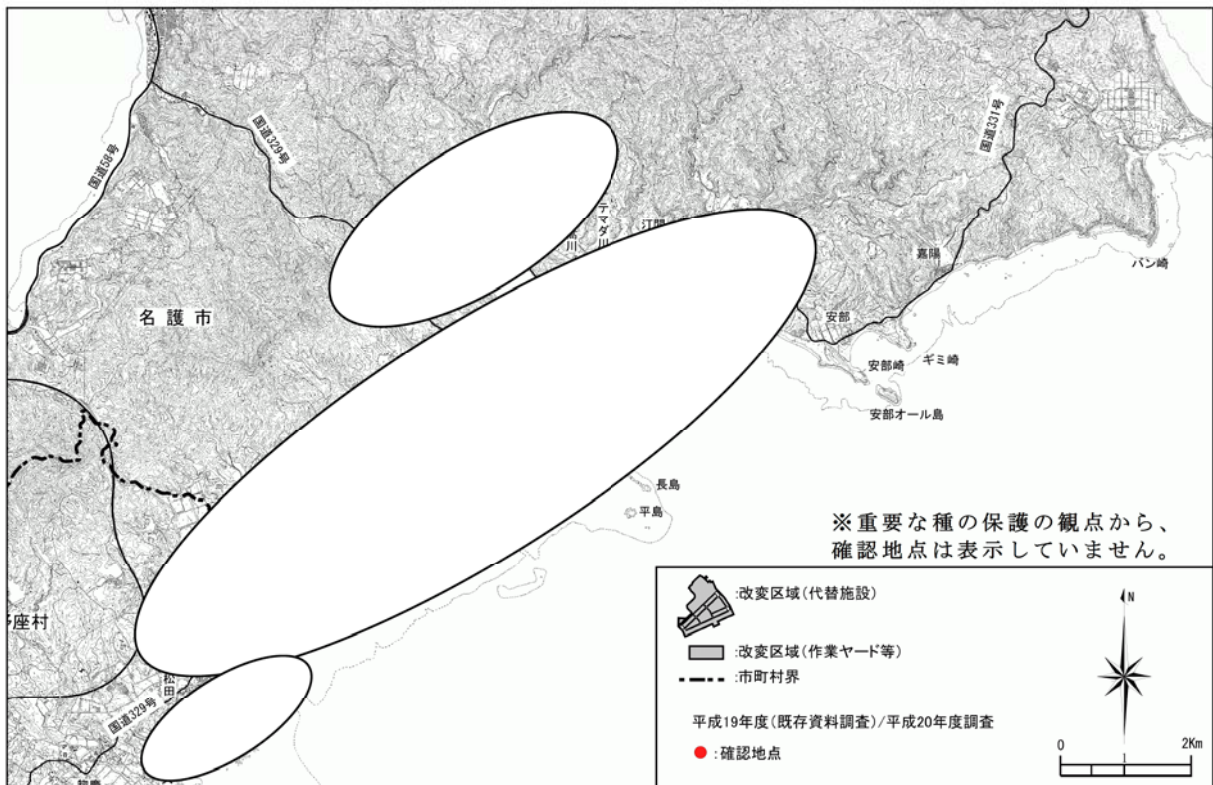 国道58号
国道329号
国道331号
テマダ川
名護市
嘉陽
バン崎
安部
安部崎
ギミ崎
安部オール島
長島
平島
※重要な種の保護の観点から、
確認地点は表示していません。
:改変区域(代替施設)
:改変区域(作業ヤード等)
:市町村界
平成19年度(既存資料調査)/平成20年度調査
:確認地点
N
0 1 2Km
座村
松田
国道329号